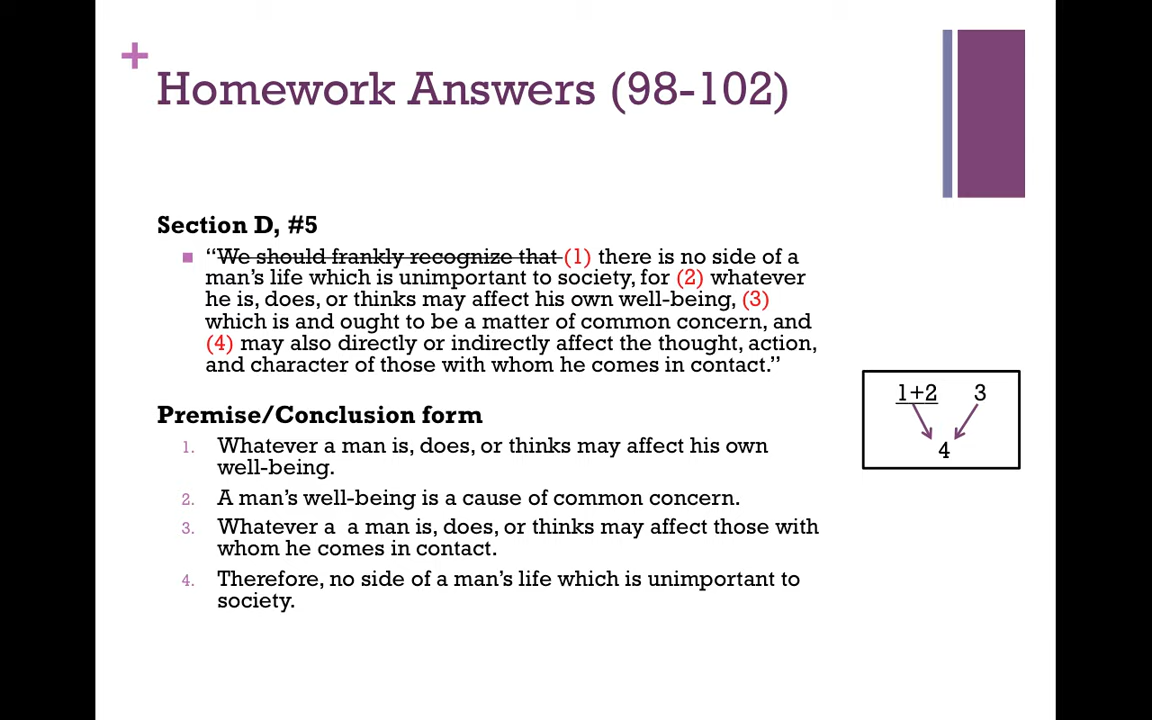 +
Homework Answers (98-102)
Section D, #5
“We should frankly recognize that (1) there is no side of a
man’s life which is unimportant to society, for (2) whatever
he is, does, or thinks may affect his own well-being, (3)
which is and ought to be a matter of common concern, and
(4) may also directly or indirectly affect the thought, action,
and character of those with whom he comes in contact.”
Premise/Conclusion form
1. Whatever a man is, does, or thinks may affect his own
well-being.
2. A man’s well-being is a cause of common concern.
3. Whatever a a man is, does, or thinks may affect those with
whom he comes in contact.
4. Therefore, no side of a man’s life which is unimportant to
society.
1+2 3
4